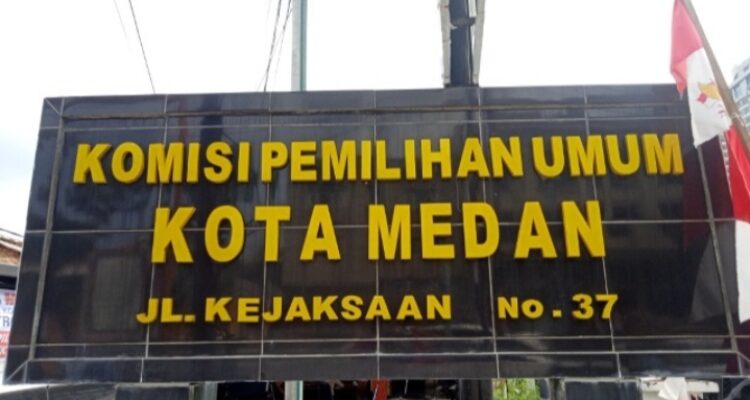 KOMISI PEMILIHAN UMUM
KOTA MEDAN
JL. KEJAKSAAN No. 37